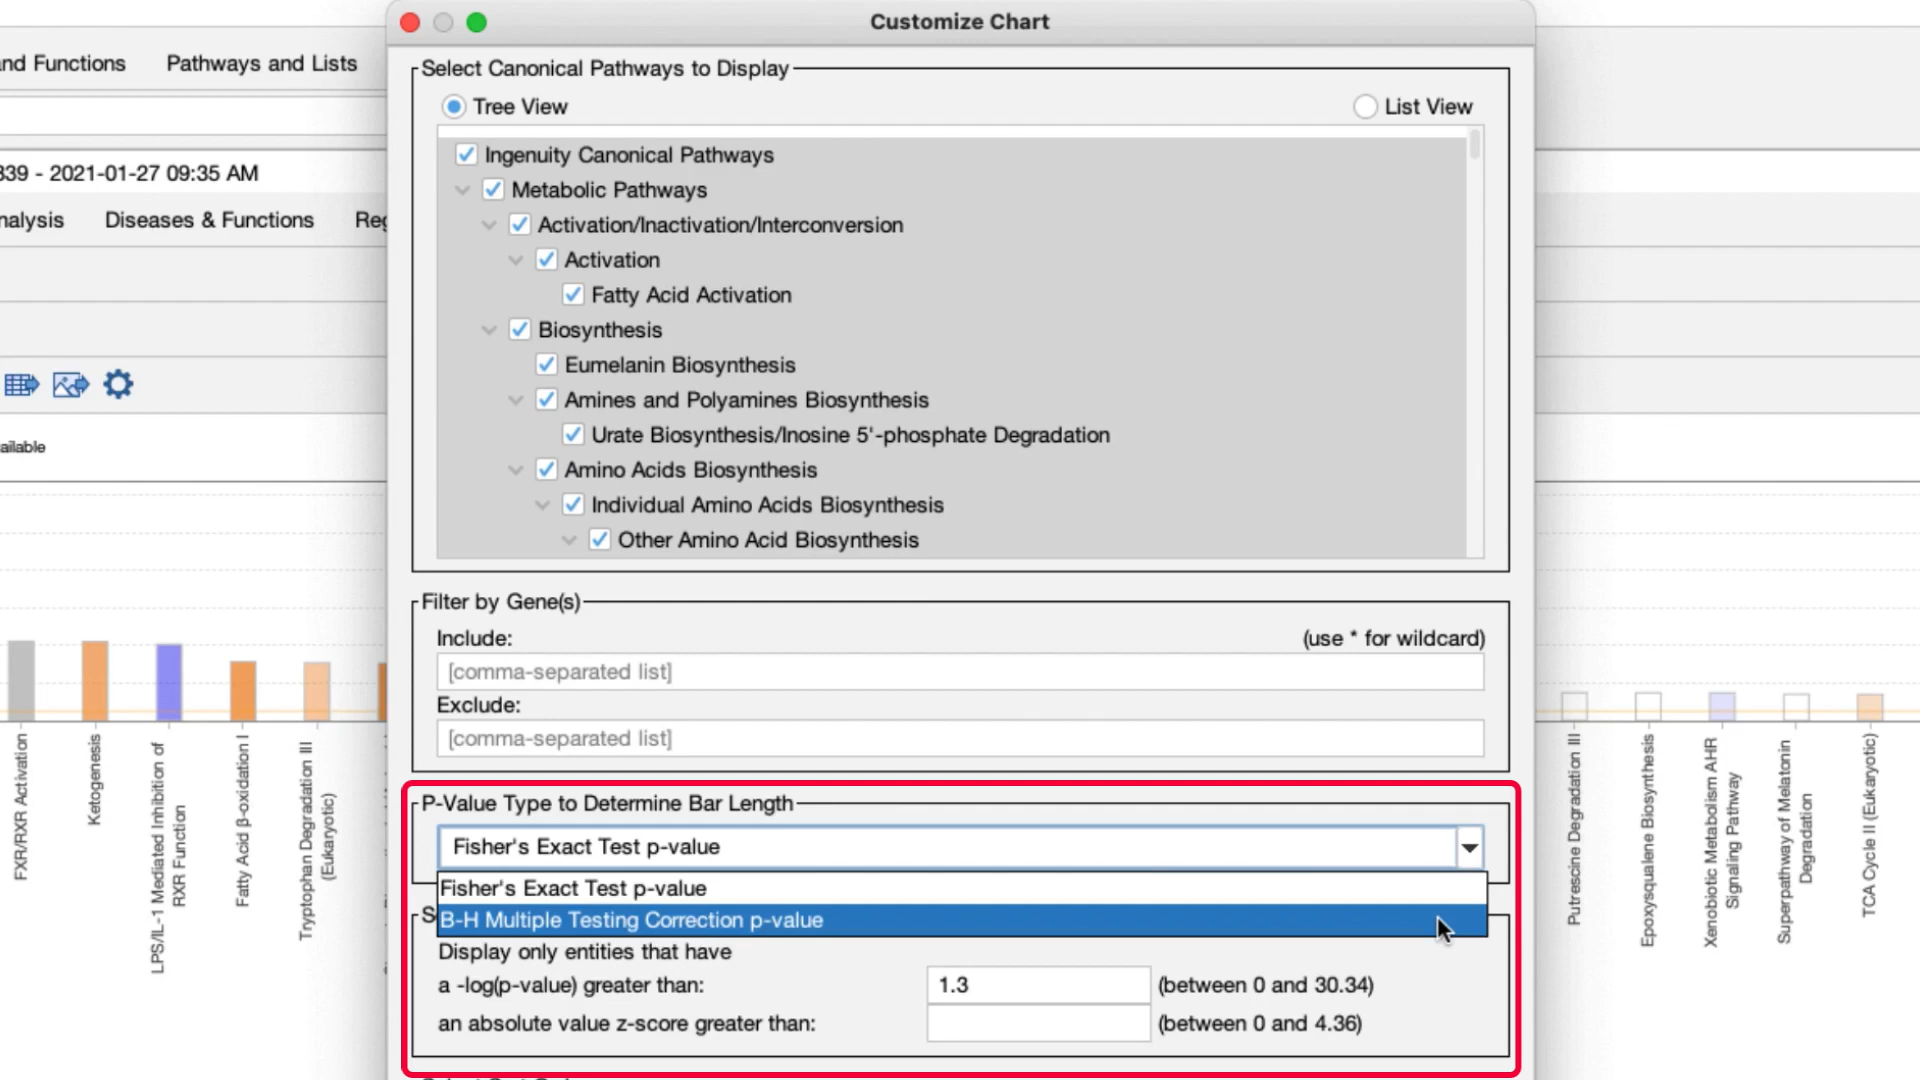 Customize Chart
and Functions
Pathways and Lists
Select Canonical Pathways to Display
Tree View
List View
Ingenuity Canonical Pathways
Metabolic Pathways
339 - 2021-01-27 09:35 AM
nalysis
Diseases & Functions
Reg
Activation/Inactivation/Interconversion
Activation
Fatty Acid Activation
Biosynthesis
Eumelanin Biosynthesis
Amines and Polyamines Biosynthesis
Urate Biosynthesis/Inosine 5'-phosphate Degradation
ailable
Amino Acids Biosynthesis
Individual Amino Acids Biosynthesis
Other Amino Acid Biosynthesis
Filter by Gene(s)
Include:
(use * for wildcard)
[comma-separated list]
Exclude:
[comma-separated list]
P-Value Type to Determine Bar Length
Fisher's Exact Test p-value
Fisher's Exact Test p-value
S
B-H Multiple Testing Correction p-value
Display only entities that have
a -log(p-value) greater than:
1.3
(between 0 and 30.34)
an absolute value z-score greater than:
(between 0 and 4.36)
FXR/RXR Activation
Ketogenesis
LPS/IL-1 Mediated Inhibition of
RXR Function
Fatty Acid β-oxidation I
Tryptophan Degradation III
(Eukaryotic)
Putrescine Degradation III
Epoxysqualene Biosynthesis
Xenobiotic Metabolism AHR
Signaling Pathway
Superpathway of Melatonin
Degradation
TCA Cycle II (Eukaryotic)